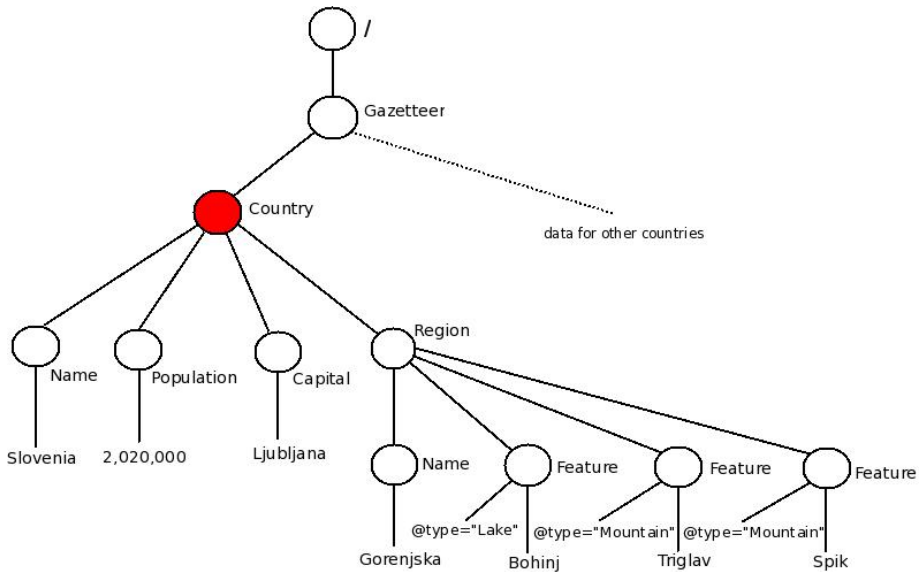 /
Gazetteer
Country
data for other countries
Region
Name
Population
Capital
Slovenia
2,020,000
Ljubljana
Name
Feature
Feature
Feature
@type="Lake"
@type="Mountain"
@type="Mountain"
Gorenjska
Bohinj
Triglav
Spik